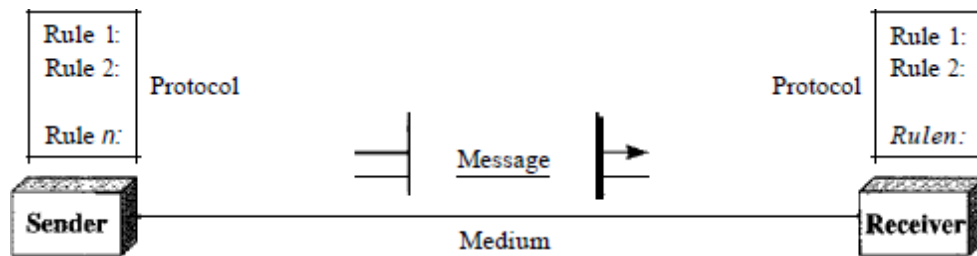 Rule 1:
Rule 2:
Rule n:
Protocol
Message
Protocol
Rule 1:
Rule 2:
Rulen:
Sender
Medium
Receiver